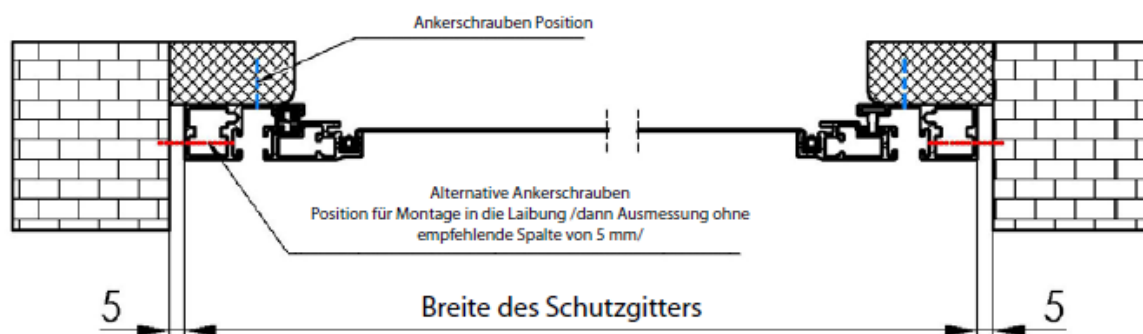 Ankerschrauben Position
Alternative Ankerschrauben
Position für Montage in die Laibung /dann Ausmessung ohne
empfehlende Spalte von 5 mm/
5 Breite des Schutzgitters 5